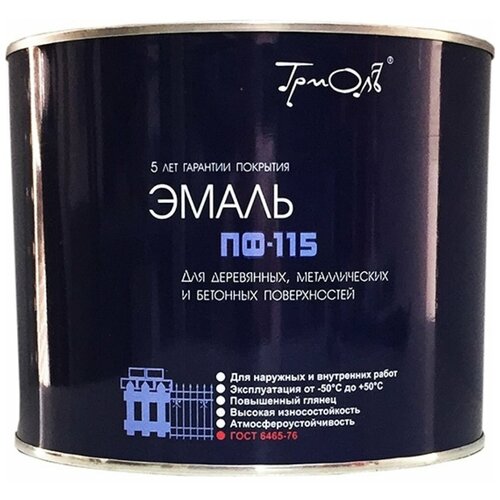 ТриОлЪ®
5 ЛЕТ ГАРАНТИИ ПОКРЫТИЯ
ЭМАЛЬ
ПФ-115
ДЛЯ ДЕРЕВЯННЫХ, МЕТАЛЛИЧЕСКИХ
И БЕТОННЫХ ПОВЕРХНОСТЕЙ
Для наружных и внутренних работ
Эксплуатация от -50°С до +50°С
Повышенный глянец
Высокая износостойкость
Атмосфероустойчивость
ГОСТ 6465-76